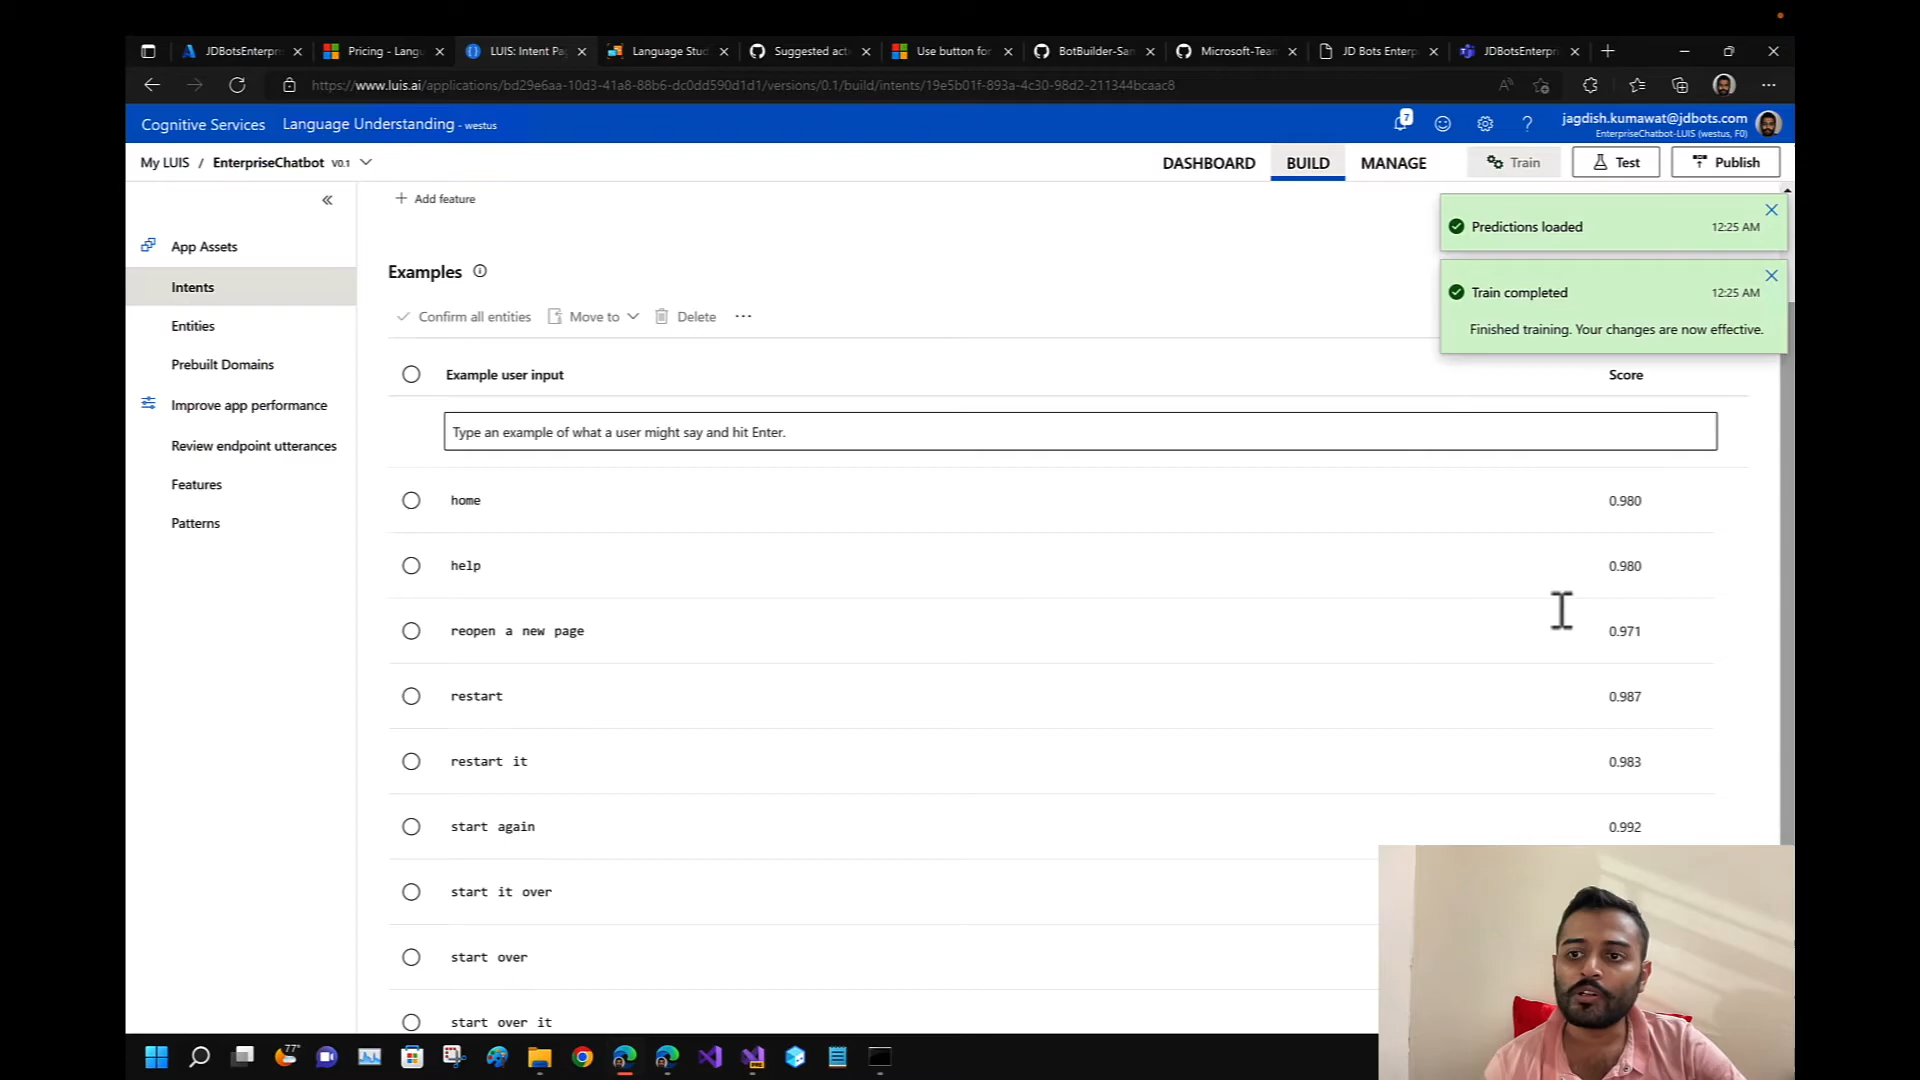 JDBotsEnterpr
Pricing - Langu
LUIS: Intent Pa
Language Stud
Suggested act
Use button for
BotBuilder-Sam
Microsoft-Team
JD Bots Enterp
JDBotsEnterpri
https://www.luis.ai/applications/bd29e6aa-10d3-41a8-88b6-dc0dd590d1d1/versions/0.1/build/intents/19e5b01f-893a-4c30-98d2-211344bcaac8
Cognitive Services
Language Understanding - westus
7
jagdish.kumawat@jdbots.com
EnterpriseChatbot-LUIS (westus, F0)
My LUIS / EnterpriseChatbot V0.1
DASHBOARD
BUILD
MANAGE
Train
Test
Publish
App Assets
Intents
Entities
Prebuilt Domains
Improve app performance
Review endpoint utterances
Features
Patterns
+ Add feature
Predictions loaded 12:25 AM
Train completed 12:25 AM
Finished training. Your changes are now effective.
Examples
Confirm all entities
Move to
Delete
Example user input Score
Type an example of what a user might say and hit Enter.
home 0.980
help 0.980
reopen a new page 0.971
restart 0.987
restart it 0.983
start again 0.992
start it over
start over
start over it
77°